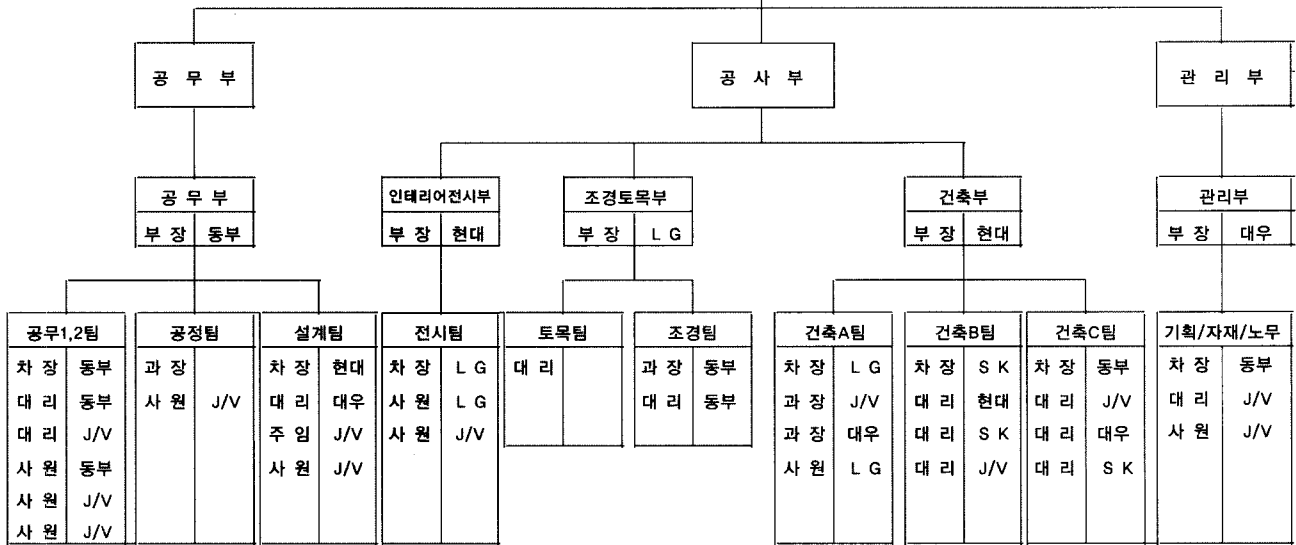 공 무 부
공 사 부
관 리 부
공 무 부
부 장 동부
인테리어전시부
부 장 현대
조경토목부
부 장 L G
건축부
부 장 현대
관리부
부 장 대우
공무1,2팀
차 장 동부
대 리 동부
대 리 J/V
사 원 동부
사 원 J/V
사 원 J/V
공정팀
과 장
사 원 J/V
설계팀
차 장 현대
대 리 대우
주 임 J/V
사 원 J/V
전시팀
차 장 L G
사 원 L G
사 원 J/V
토목팀
대 리
조경팀
과 장 동부
대 리 동부
건축A팀
차 장 L G
과 장 J/V
과 장 대우
사 원 L G
건축B팀
차 장 S K
대 리 현대
대 리 S K
대 리 J/V
건축C팀
차 장 동부
대 리 J/V
대 리 대우
대 리 S K
기획/자재/노무
차 장 동부
대 리 J/V
사 원 J/V